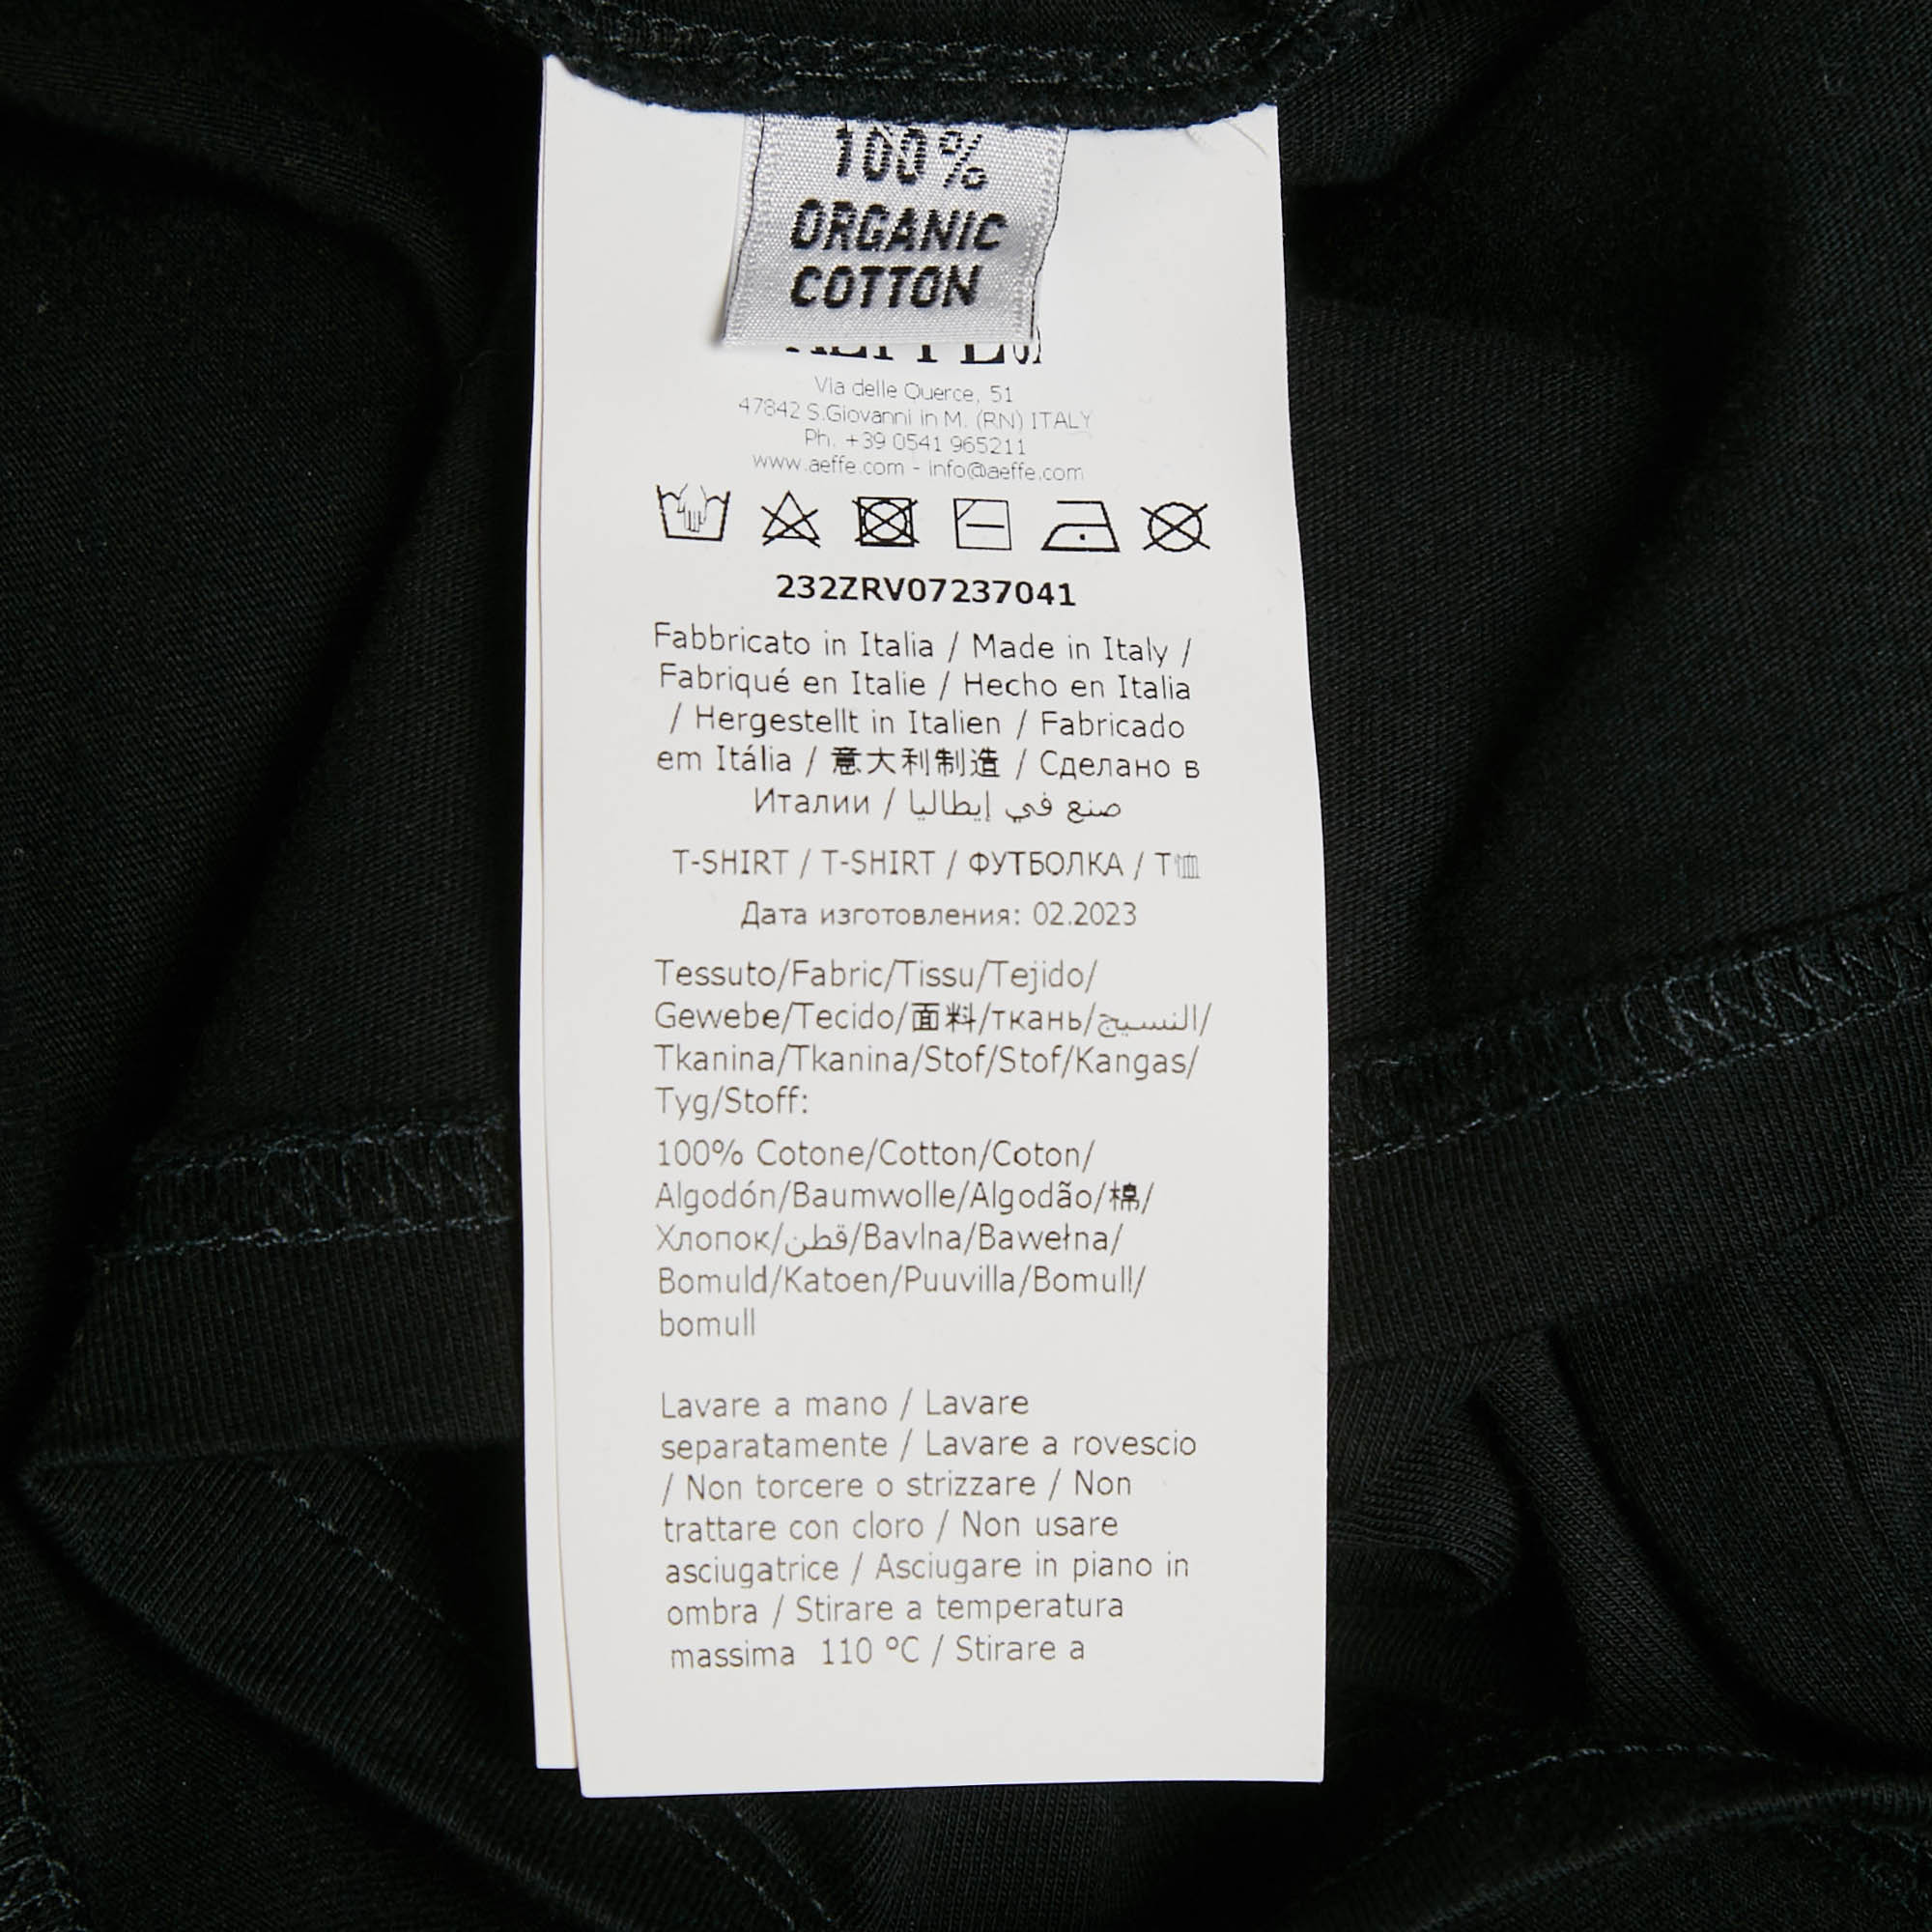 100%
ORGANIC
COTTON
Via delle Querce, 51
47842 S.Giovanni in M. (RN) ITALY
Ph. +39 0541 965211
www.aeffe.com - info@aeffe.com
232ZRV07237041
Fabbricato in Italia / Made in Italy /
Fabriqué en Italie / Hecho en Italia
/ Hergestellt in Italien / Fabricado
em Itália / 意大利制造 / Сделано в
Италии / صنع في إيطاليا
T-SHIRT / T-SHIRT / ФУТБОЛКА / T恤
Дата изготовления: 02.2023
Tessuto/Fabric/Tissu/Tejido/
Gewebe/Tecido/面料/ткань/النسيج/
Tkanina/Tkanina/Stof/Stof/Kangas/
Tyg/Stoff:
100% Cotone/Cotton/Coton/
Algodón/Baumwolle/Algodão/棉/
Хлопок/قطن/Bavlna/Bawełna/
Bomuld/Katoen/Puuvilla/Bomull/
bomull
Lavare a mano / Lavare
separatamente / Lavare a rovescio
/ Non torcere o strizzare / Non
trattare con cloro / Non usare
asciugatrice / Asciugare in piano in
ombra / Stirare a temperatura
massima 110 °C / Stirare a